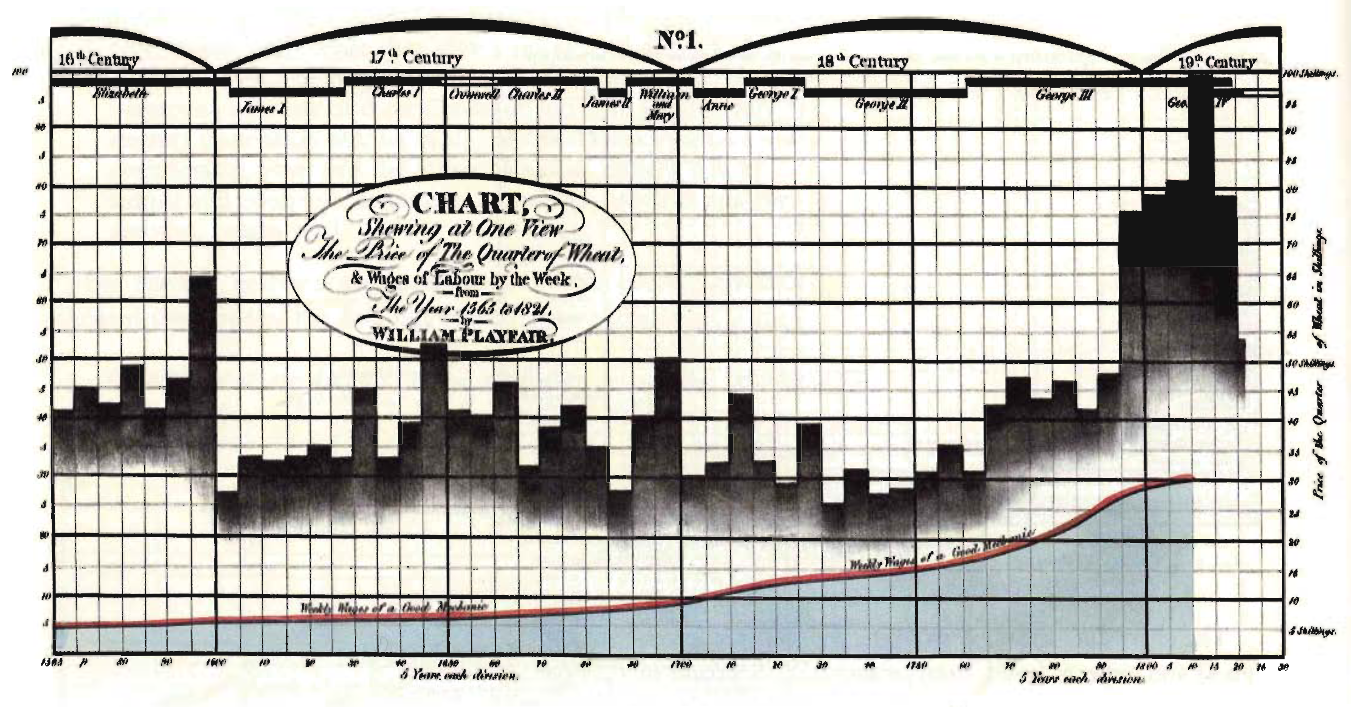 Nº1.
16th Century
17th Century
18th Century
19th Century
100
100 Shillings.
Elizabeth
James I
Charles I
Cromwell
Charles II
James II
William
and
Mary
Anne
George I
George II
George III
CHART,
Shewing at One View
The Price of The Quarter of Wheat,
& Wages of Labour by the Week,
from
The Year 1565 to 1821,
by
WILLIAM PLAYFAIR.
50 Shillings.
Price of the Quarter of Wheat in Shillings.
Weekly Wages of a Good Mechanic
Weekly Wages of a Good Mechanic
5 Shillings.
1565
1600
1650
1700
1750
1800
5 Years each division.
5 Years each division.